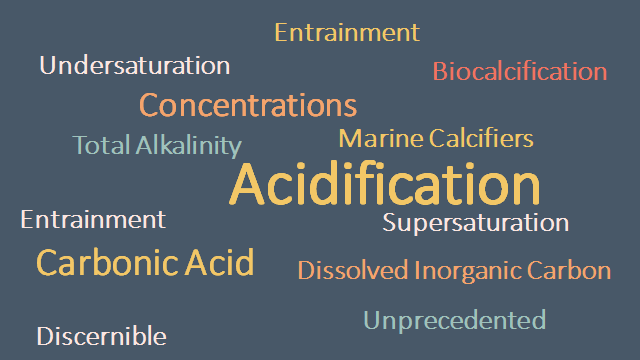 Entrainment
Undersaturation
Biocalcification
Concentrations
Marine Calcifiers
Total Alkalinity
Acidification
Entrainment
Supersaturation
Carbonic Acid
Dissolved Inorganic Carbon
Unprecedented
Discernible